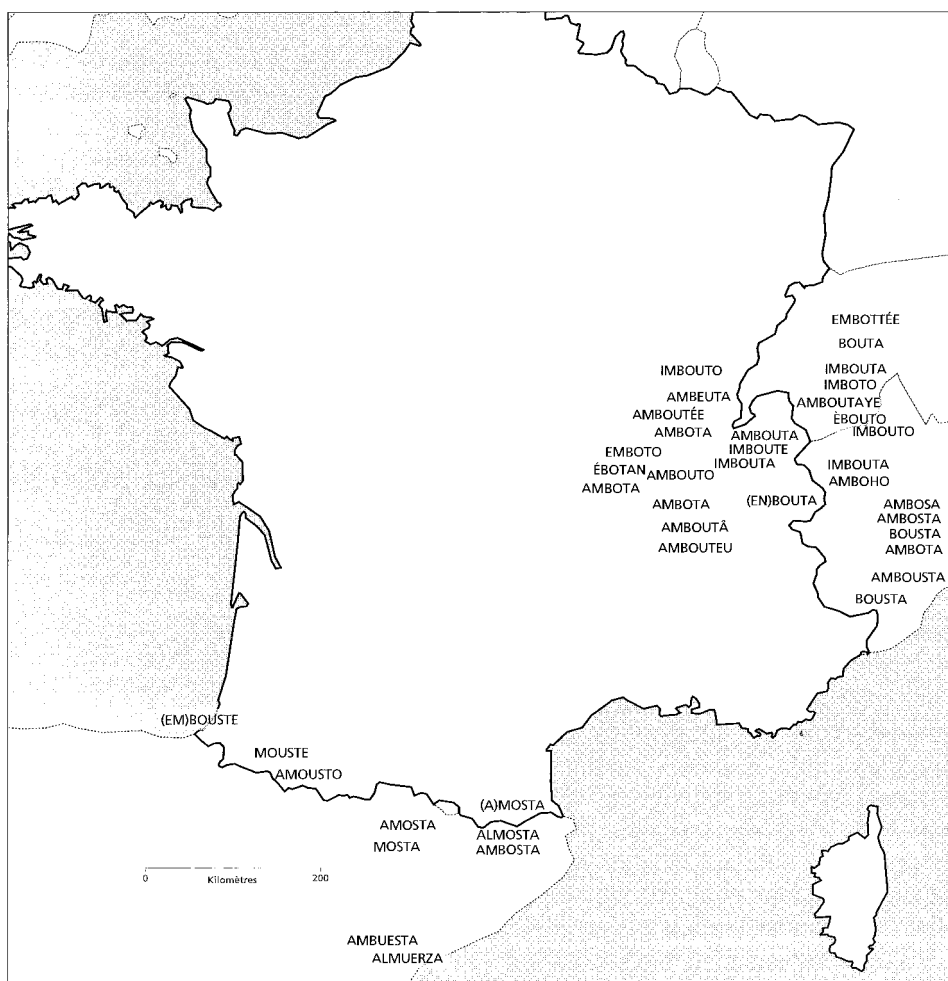 EMBOTTÉE
BOUTA
IMBOUTO
IMBOUTA
IMBOTO
AMBEUTA
AMBOUTAYE
AMBOUTÉE
ÈBOUTO
AMBOTA
AMBOUTA
IMBOUTO
IMBOUTE
EMBOTO
IMBOUTA
IMBOUTA
ÉBOTAN
AMBOUTO
AMBOHO
AMBOTA
(EN)BOUTA
AMBOTA
AMBOSA
AMBOSTA
AMBOUTÂ
BOUSTA
AMBOUTEU
AMBOTA
AMBOUSTA
BOUSTA
(EM)BOUSTE
MOUSTE
AMOUSTO
(A)MOSTA
AMOSTA
ALMOSTA
MOSTA
AMBOSTA
0 200
Kilomètres
AMBUESTA
ALMUERZA